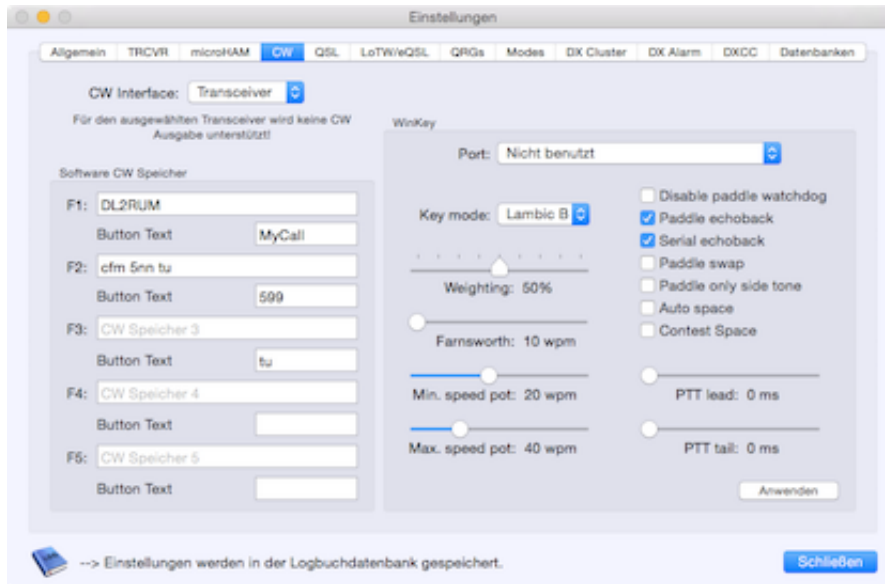 Einstellungen
Allgemein TRCVR microHAM CW QSL LoTW/eQSL QRGs Modes DX Cluster DX Alarm DXCC Datenbanken
CW Interface: Transceiver
Für den ausgewählten Transceiver wird keine CW
Ausgabe unterstützt!
Software CW Speicher
F1: DL2RUM
Button Text MyCall
F2: cfm 5nn tu
Button Text 599
F3: CW Speicher 3
Button Text tu
F4: CW Speicher 4
Button Text
F5: CW Speicher 5
Button Text
WinKey
Port: Nicht benutzt
Key mode: Lambic B
Weighting: 50%
Farnsworth: 10 wpm
Min. speed pot: 20 wpm
Max. speed pot: 40 wpm
Disable paddle watchdog
Paddle echoback
Serial echoback
Paddle swap
Paddle only side tone
Auto space
Contest Space
PTT lead: 0 ms
PTT tail: 0 ms
Anwenden
--> Einstellungen werden in der Logbuchdatenbank gespeichert.
Schließen